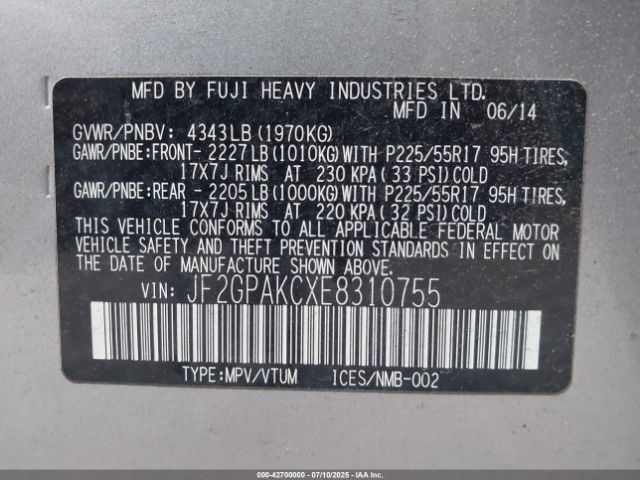 MFD BY FUJI HEAVY INDUSTRIES LTD.
MFD IN 06/14
GVWR/PNBV: 4343LB(1970KG)
GAWR/PNBE:FRONT- 2227LB(1010KG)WITH P225/55R17 95H TIRES,
17X7J RIMS AT 230 KPA( 33 PSI)COLD
GAWR/PNBE:REAR - 2205LB(1000KG)WITH P225/55R17 95H TIRES,
17X7J RIMS AT 220 KPA( 32 PSI)COLD
THIS VEHICLE CONFORMS TO ALL APPLICABLE FEDERAL MOTOR
VEHICLE SAFETY AND THEFT PREVENTION STANDARDS IN EFFECT ON
THE DATE OF MANUFACTURE SHOWN ABOVE.
VIN: JF2GPAKCXE8310755
TYPE:MPV/VTUM ICES/NMB-002
000-42700000 - 07/10/2025 - Copyright © 2025 IAA, Inc.